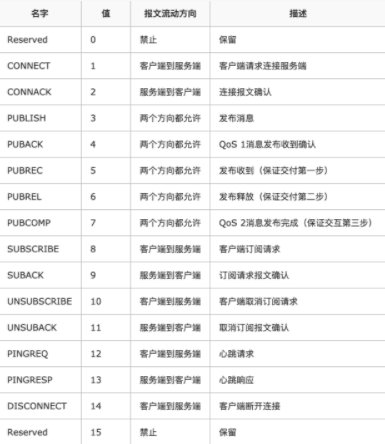 名字 值 报文流动方向 描述
Reserved 0 禁止 保留
CONNECT 1 客户端到服务端 客户端请求连接服务端
CONNACK 2 服务端到客户端 连接报文确认
PUBLISH 3 两个方向都允许 发布消息
PUBACK 4 两个方向都允许 QoS 1消息发布收到确认
PUBREC 5 两个方向都允许 发布收到（保证交付第一步）
PUBREL 6 两个方向都允许 发布释放（保证交付第二步）
PUBCOMP 7 两个方向都允许 QoS 2消息发布完成（保证交互第三步）
SUBSCRIBE 8 客户端到服务端 客户端订阅请求
SUBACK 9 服务端到客户端 订阅请求报文确认
UNSUBSCRIBE 10 客户端到服务端 客户端取消订阅请求
UNSUBACK 11 服务端到客户端 取消订阅报文确认
PINGREQ 12 客户端到服务端 心跳请求
PINGRESP 13 服务端到客户端 心跳响应
DISCONNECT 14 客户端到服务端 客户端断开连接
Reserved 15 禁止 保留